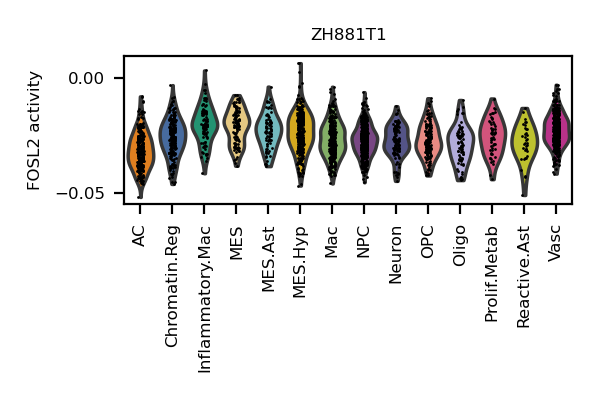 ZH881T1
FOSL2 activity
0.00
−0.05
AC
Chromatin.Reg
Inflammatory.Mac
MES
MES.Ast
MES.Hyp
Mac
NPC
Neuron
OPC
Oligo
Prolif.Metab
Reactive.Ast
Vasc